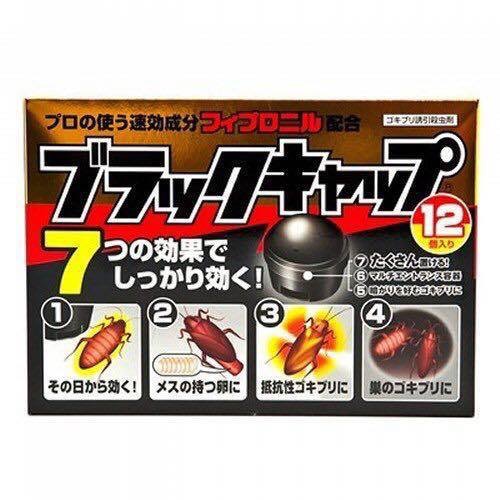 プロの使う速効成分フィプロニル配合
ゴキブリ誘引殺虫剤
ブラックキャップ
12
個入り
7つの効果で
しっかり効く!
⑦たくさん置ける!
⑥マルチエントランス容器
⑤暗がりを好むゴキブリに
1
その日から効く!
2
メスの持つ卵に
3
抵抗性ゴキブリに
4
巣のゴキブリに